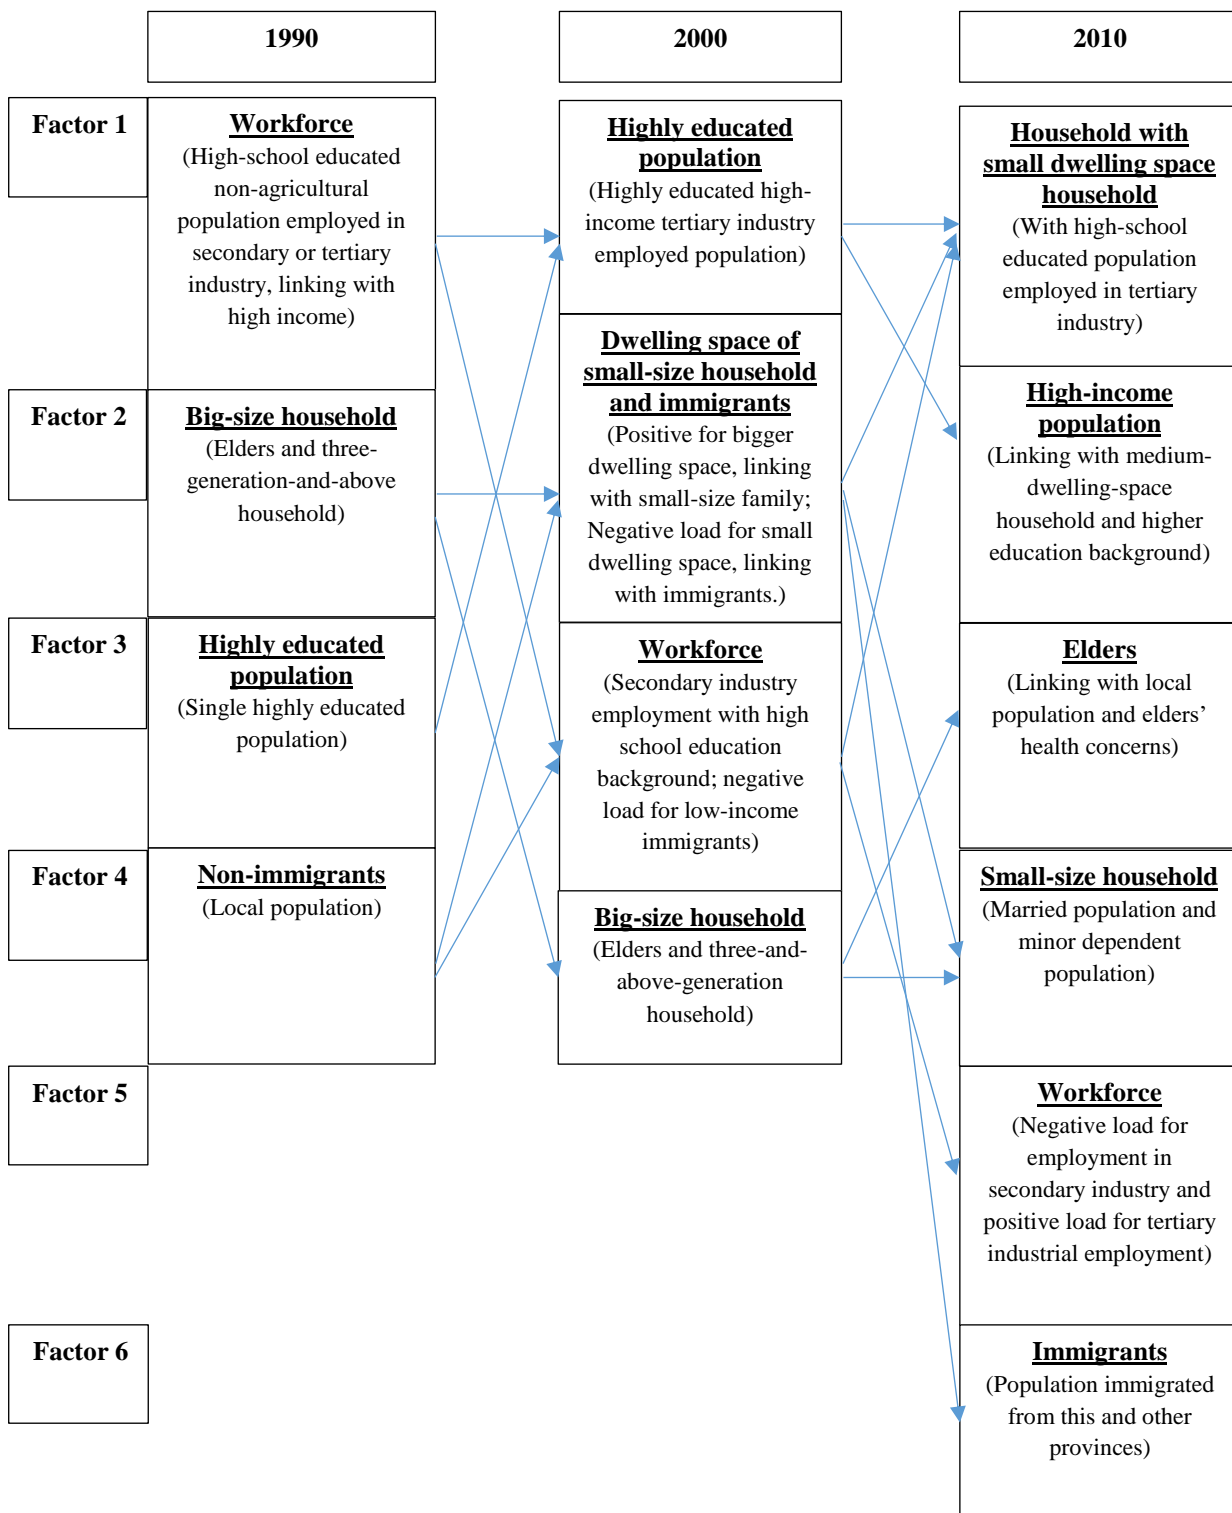 1990
2000
2010
Factor 1
Workforce
(High-school educated
non-agricultural
population employed in
secondary or tertiary
industry, linking with
high income)
Highly educated
population
(Highly educated high-
income tertiary industry
employed population)
Household with
small dwelling space
household
(With high-school
educated population
employed in tertiary
industry)
Factor 2
Big-size household
(Elders and three-
generation-and-above
household)
Dwelling space of
small-size household
and immigrants
(Positive for bigger
dwelling space, linking
with small-size family;
Negative load for small
dwelling space, linking
with immigrants.)
High-income
population
(Linking with medium-
dwelling-space
household and higher
education background)
Factor 3
Highly educated
population
(Single highly educated
population)
Workforce
(Secondary industry
employment with high
school education
background; negative
load for low-income
immigrants)
Elders
(Linking with local
population and elders’
health concerns)
Factor 4
Non-immigrants
(Local population)
Big-size household
(Elders and three-and-
above-generation
household)
Small-size household
(Married population and
minor dependent
population)
Factor 5
Workforce
(Negative load for
employment in
secondary industry and
positive load for tertiary
industrial employment)
Factor 6
Immigrants
(Population immigrated
from this and other
provinces)